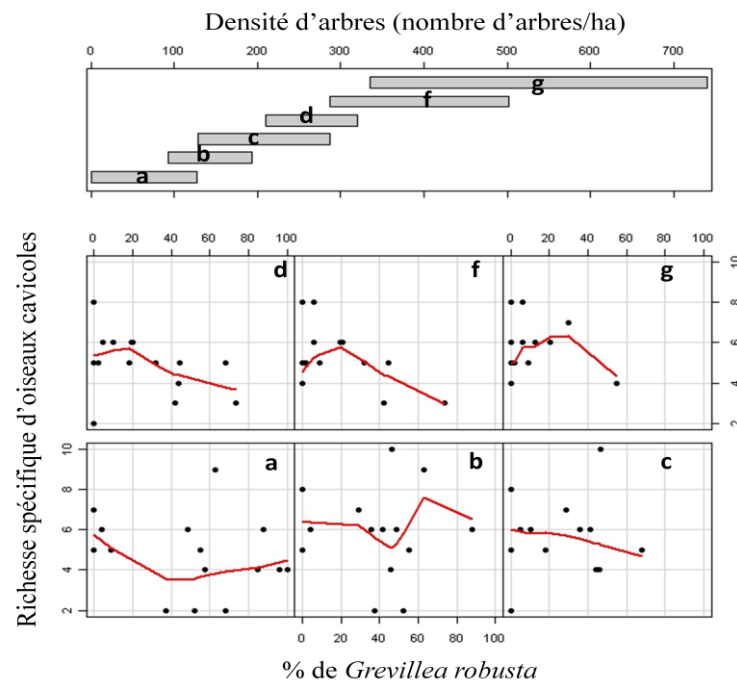 Densité d'arbres (nombre d'arbres/ha)
0 100 200 300 400 500 600 700
g
f
d
c
b
a
Richesse spécifique d'oiseaux cavicoles
0 20 40 60 80 100
0 20 40 60 80 100
d
f
g
10
8
6
4
2
a
b
c
10
8
6
4
2
0 20 40 60 80 100
% de Grevillea robusta